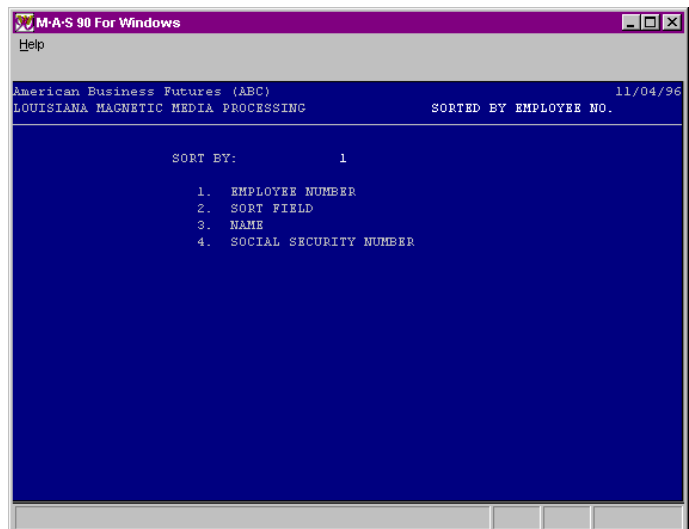 M·A·S 90 For Windows
Help
American Business Futures (ABC) 11/04/96
LOUISIANA MAGNETIC MEDIA PROCESSING SORTED BY EMPLOYEE NO.
SORT BY: 1
1. EMPLOYEE NUMBER
2. SORT FIELD
3. NAME
4. SOCIAL SECURITY NUMBER